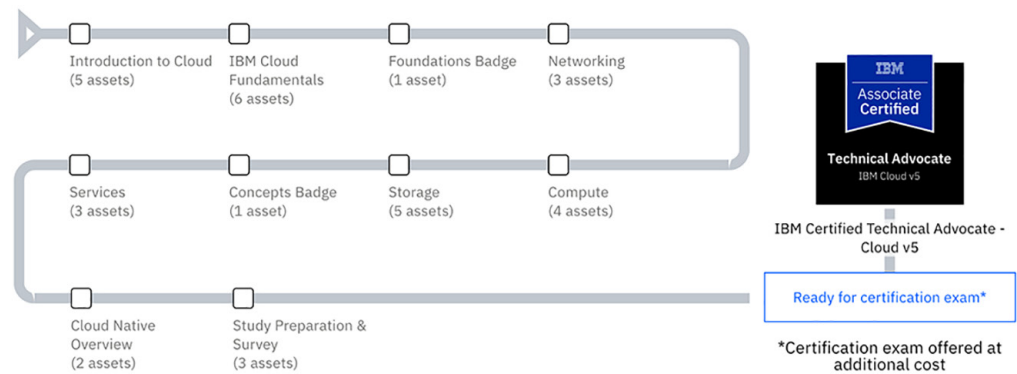 Introduction to Cloud
(5 assets)
IBM Cloud
Fundamentals
(6 assets)
Foundations Badge
(1 asset)
Networking
(3 assets)
Services
(3 assets)
Concepts Badge
(1 asset)
Storage
(5 assets)
Compute
(4 assets)
Cloud Native
Overview
(2 assets)
Study Preparation &
Survey
(3 assets)
IBM
Associate
Certified
Technical Advocate
IBM Cloud v5
IBM Certified Technical Advocate -
Cloud v5
Ready for certification exam*
*Certification exam offered at
additional cost